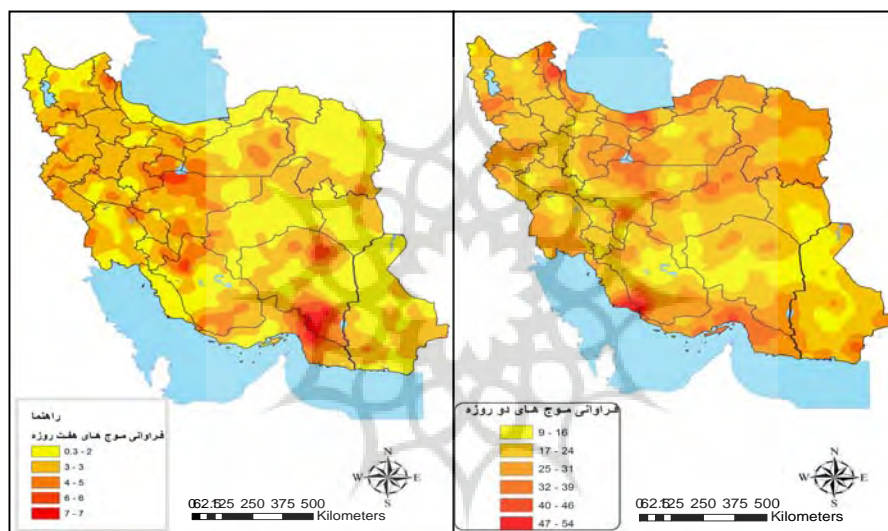 راهنما
فراوانی موج های هفت روزه
0.3 - 2
3 - 3
4 - 5
6 - 6
7 - 7
N
W E
S
0 62.5 125 250 375 500
Kilometers
فراوانی موج های دو روزه
9 - 16
17 - 24
25 - 31
32 - 39
40 - 46
47 - 54
N
W E
S
0 62.5 125 250 375 500
Kilometers